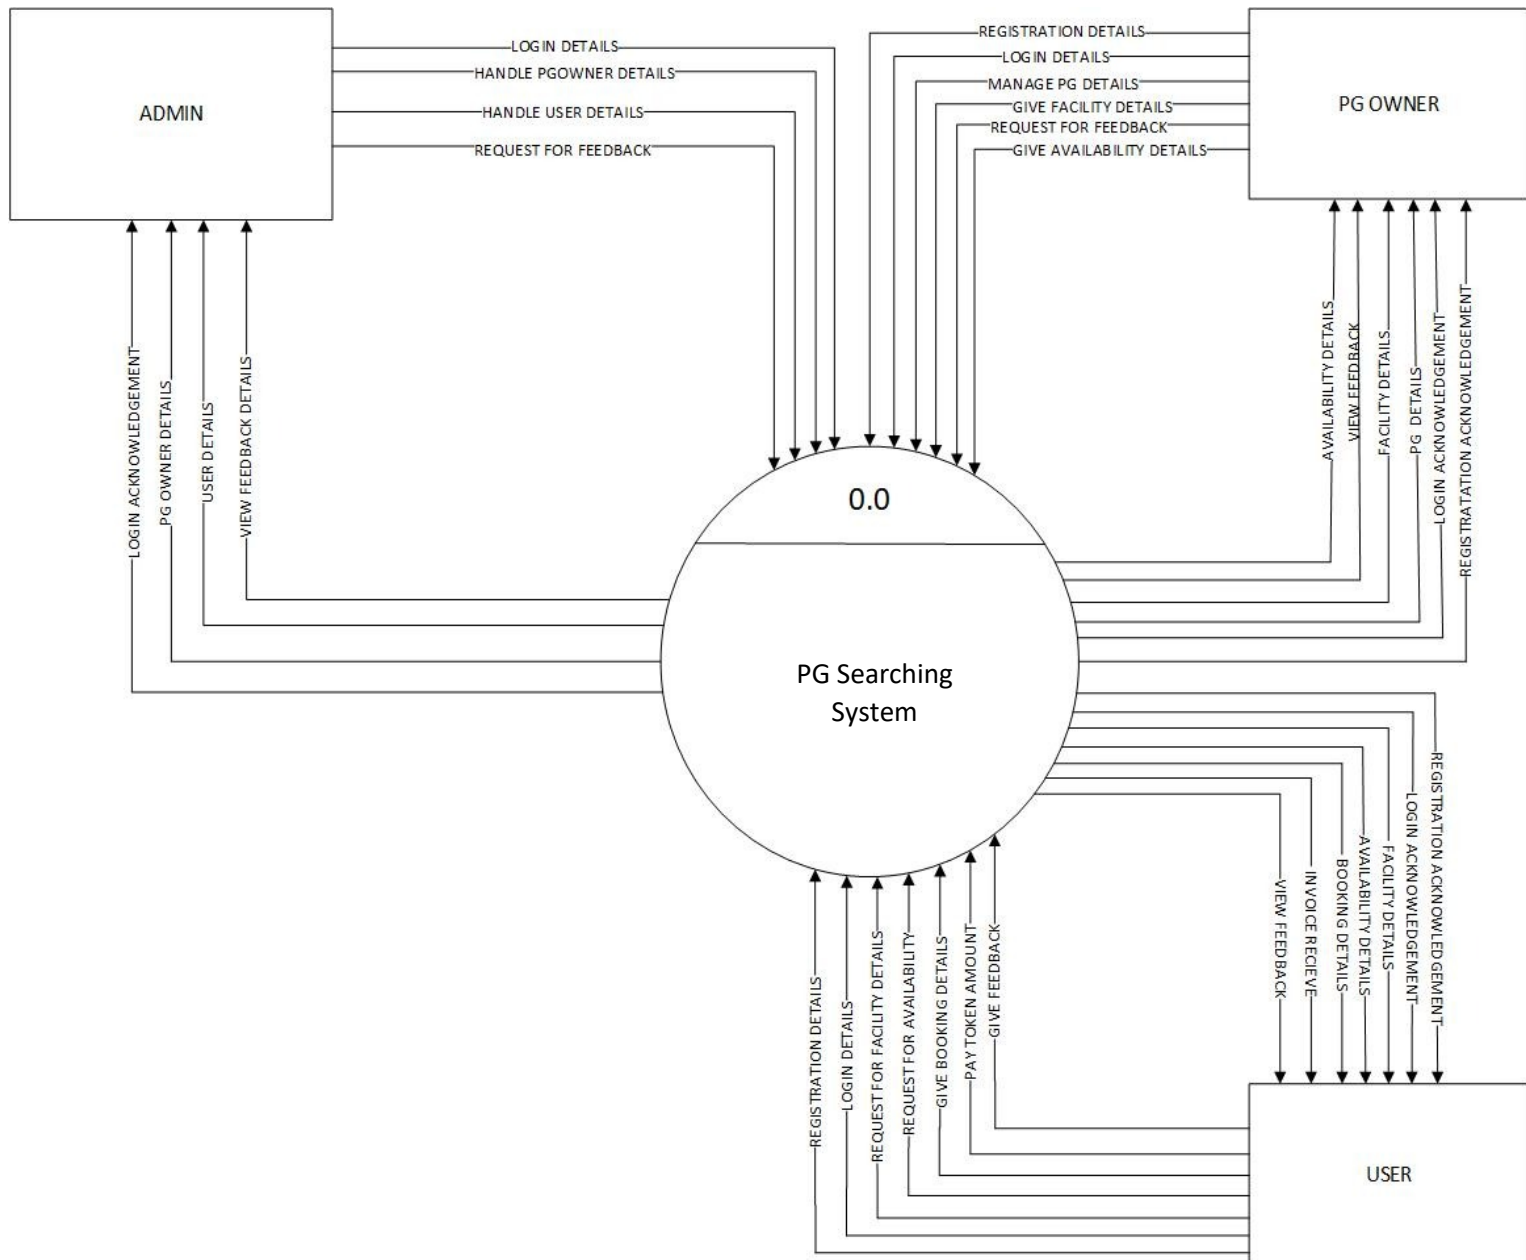 LOGIN DETAILS
HANDLE PGOWNER DETAILS
HANDLE USER DETAILS
REQUEST FOR FEEDBACK
ADMIN
REGISTRATION DETAILS
LOGIN DETAILS
MANAGE PG DETAILS
GIVE FACILITY DETAILS
REQUEST FOR FEEDBACK
GIVE AVAILABILITY DETAILS
PG OWNER
LOGIN ACKNOWLEDGEMENT
PG OWNER DETAILS
USER DETAILS
VIEW FEEDBACK DETAILS
AVAILABILITY DETAILS
VIEW FEEDBACK
FACILITY DETAILS
PG DETAILS
LOGIN ACKNOWLEDGEMENT
REGISTRATATION ACKNOWLEDGEMENT
0.0
PG Searching
System
VIEW FEEDBACK
INVOICE RECIEVE
BOOKING DETAILS
AVAILABILITY DETAILS
FACILITY DETAILS
LOGIN ACKNOWLEDGEMENT
REGISTRATION ACKNOWLEDGEMENT
REGISTRATION DETAILS
LOGIN DETAILS
REQUEST FOR FACILITY DETAILS
REQUEST FOR AVAILABILITY
GIVE BOOKING DETAILS
PAY TOKEN AMOUNT
GIVE FEEDBACK
USER